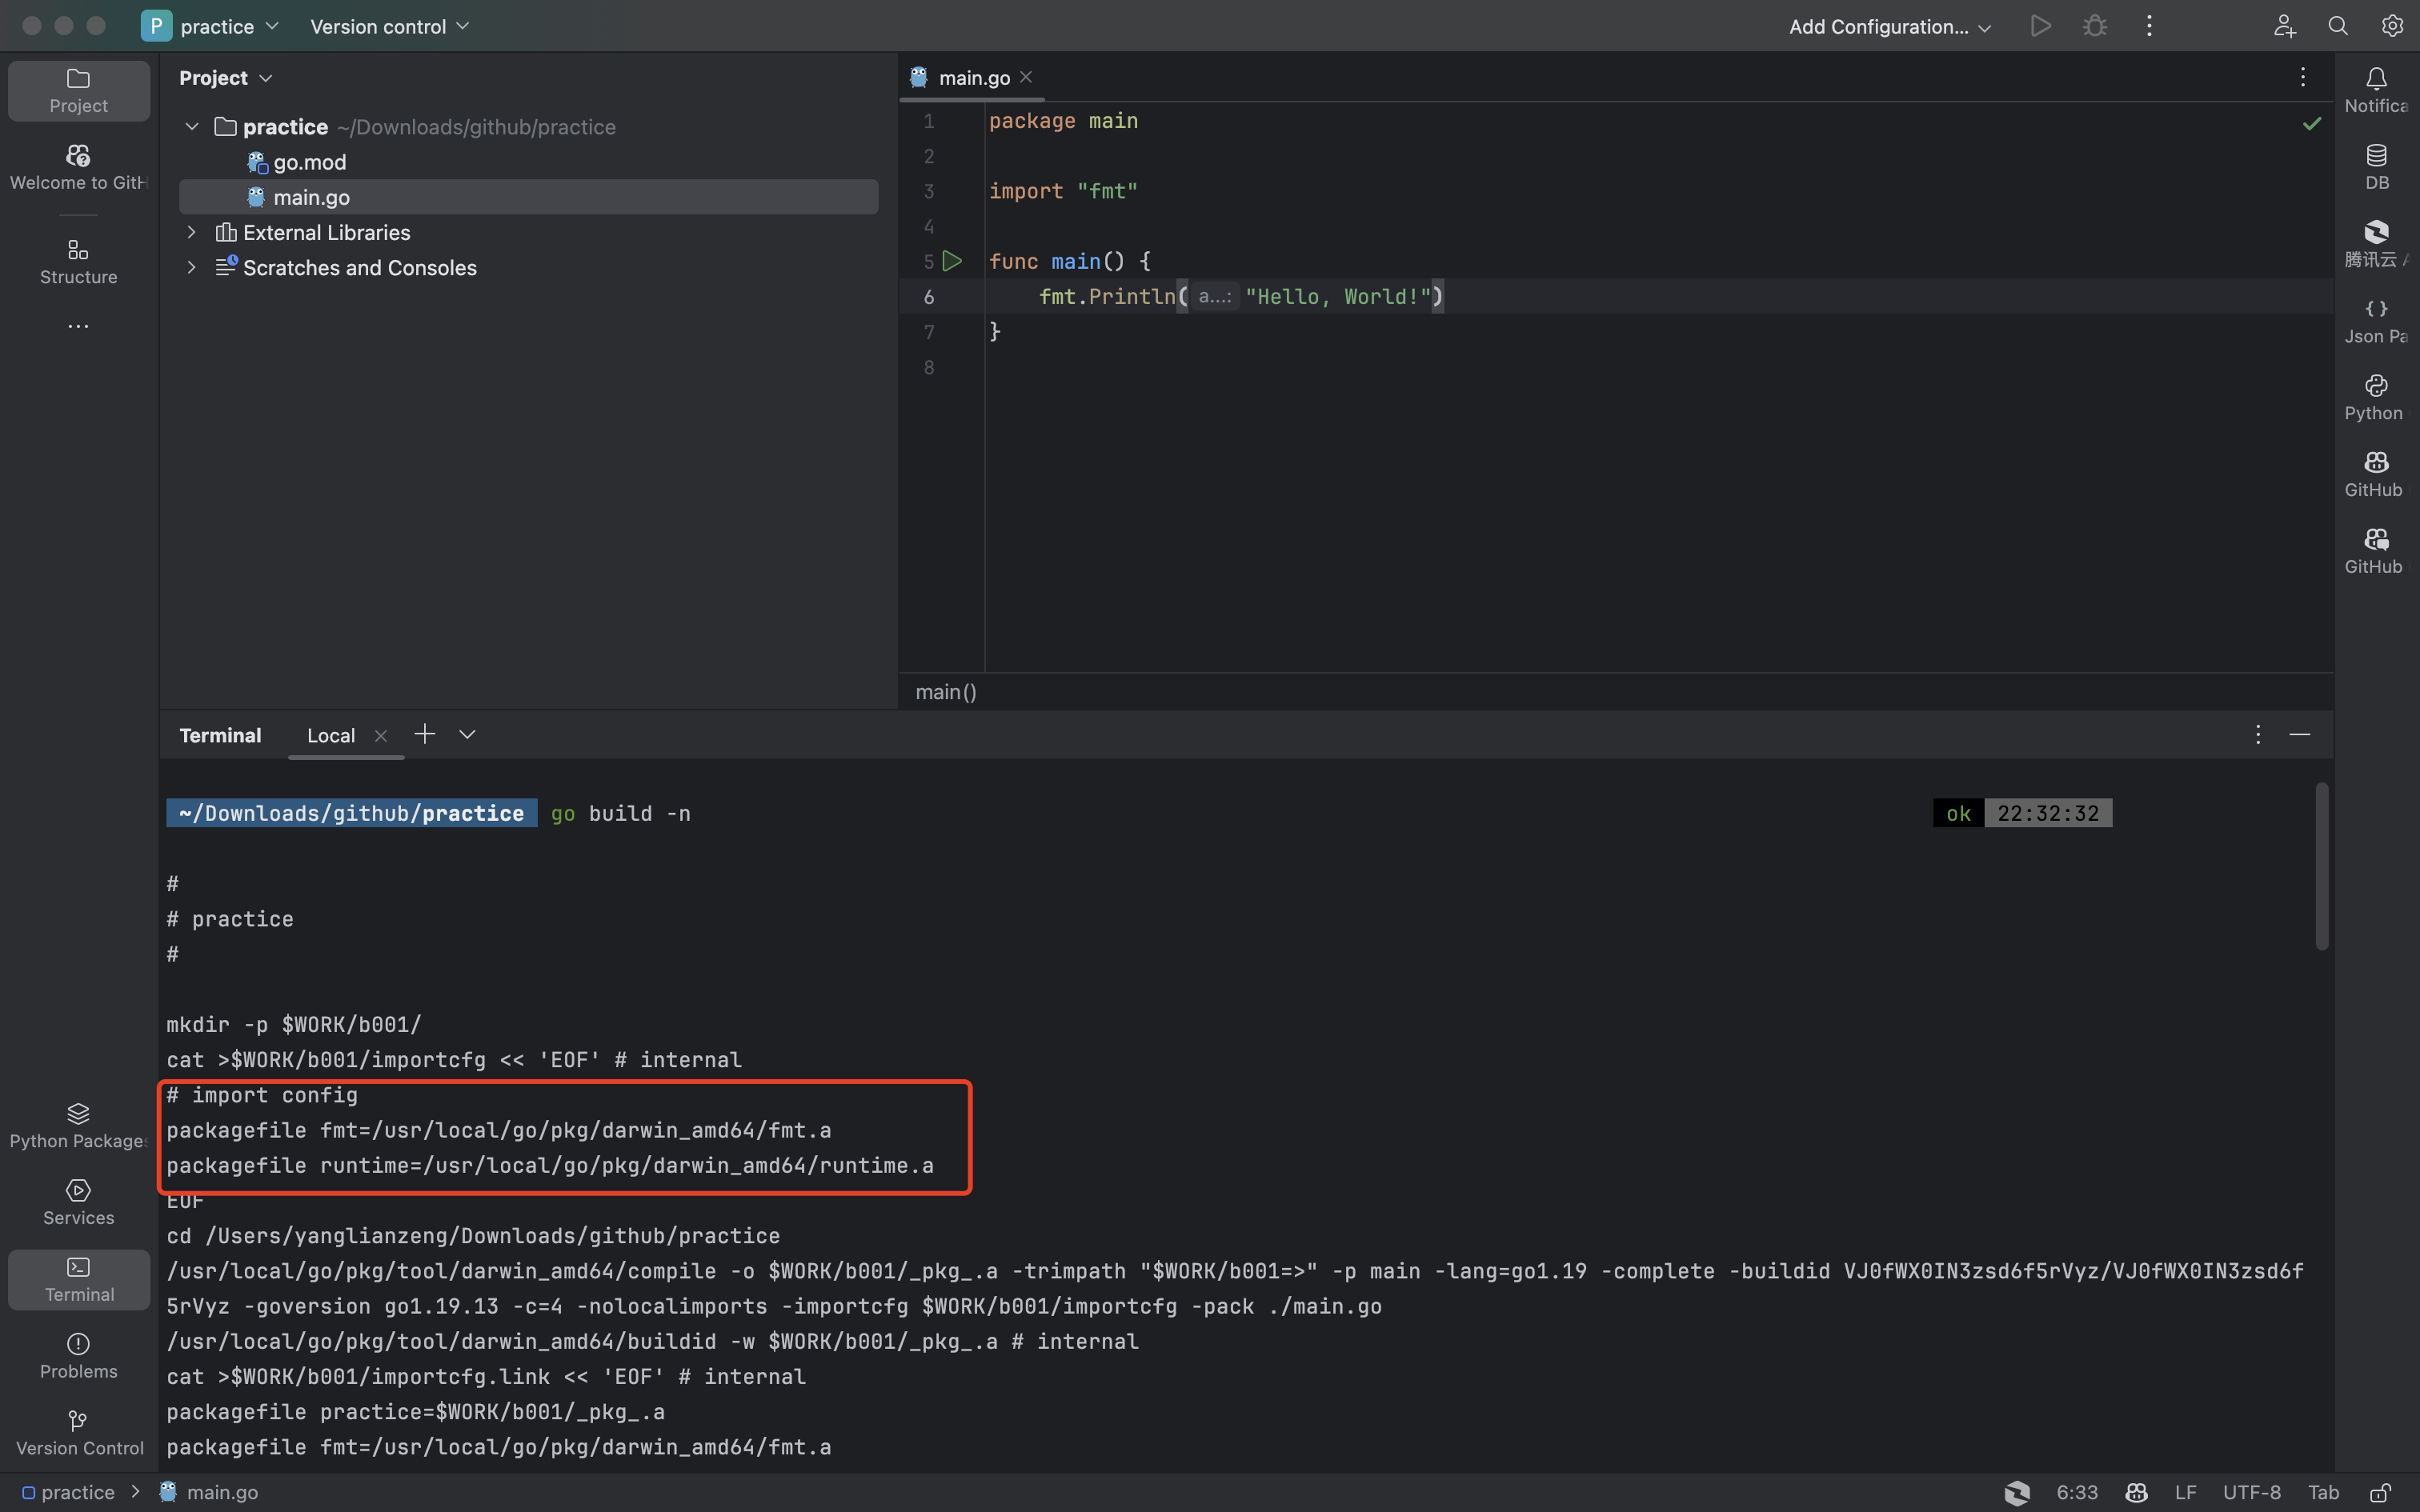 P practice Version control Add Configuration...
Project
Welcome to GitH
Structure
Python Package
Services
Terminal
Problems
Version Control
Project
practice ~/Downloads/github/practice
go.mod
main.go
External Libraries
Scratches and Consoles
main.go
1 package main
2
3 import "fmt"
4
5 func main() {
6 fmt.Println( a...: "Hello, World!")
7 }
8
main()
Notifica
DB
腾讯云 A
Json Pa
Python
GitHub
GitHub
Terminal Local
~/Downloads/github/practice go build -n ok 22:32:32
#
# practice
#
mkdir -p $WORK/b001/
cat >$WORK/b001/importcfg << 'EOF' # internal
# import config
packagefile fmt=/usr/local/go/pkg/darwin_amd64/fmt.a
packagefile runtime=/usr/local/go/pkg/darwin_amd64/runtime.a
EOF
cd /Users/yanglianzeng/Downloads/github/practice
/usr/local/go/pkg/tool/darwin_amd64/compile -o $WORK/b001/_pkg_.a -trimpath "$WORK/b001=>" -p main -lang=go1.19 -complete -buildid VJ0fWX0IN3zsd6f5rVyz/VJ0fWX0IN3zsd6f
5rVyz -goversion go1.19.13 -c=4 -nolocalimports -importcfg $WORK/b001/importcfg -pack ./main.go
/usr/local/go/pkg/tool/darwin_amd64/buildid -w $WORK/b001/_pkg_.a # internal
cat >$WORK/b001/importcfg.link << 'EOF' # internal
packagefile practice=$WORK/b001/_pkg_.a
packagefile fmt=/usr/local/go/pkg/darwin_amd64/fmt.a
practice > main.go 6:33 LF UTF-8 Tab